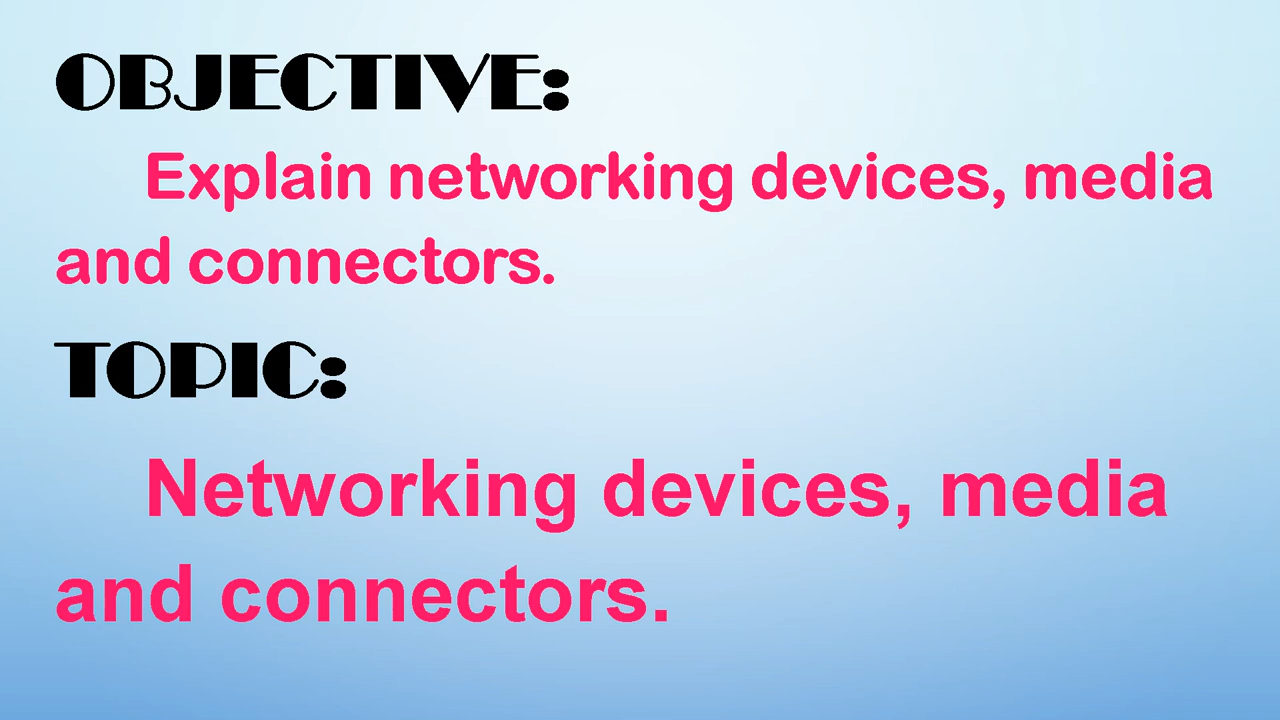 OBJECTIVE:
Explain networking devices, media
and connectors.
TOPIC:
Networking devices, media
and connectors.